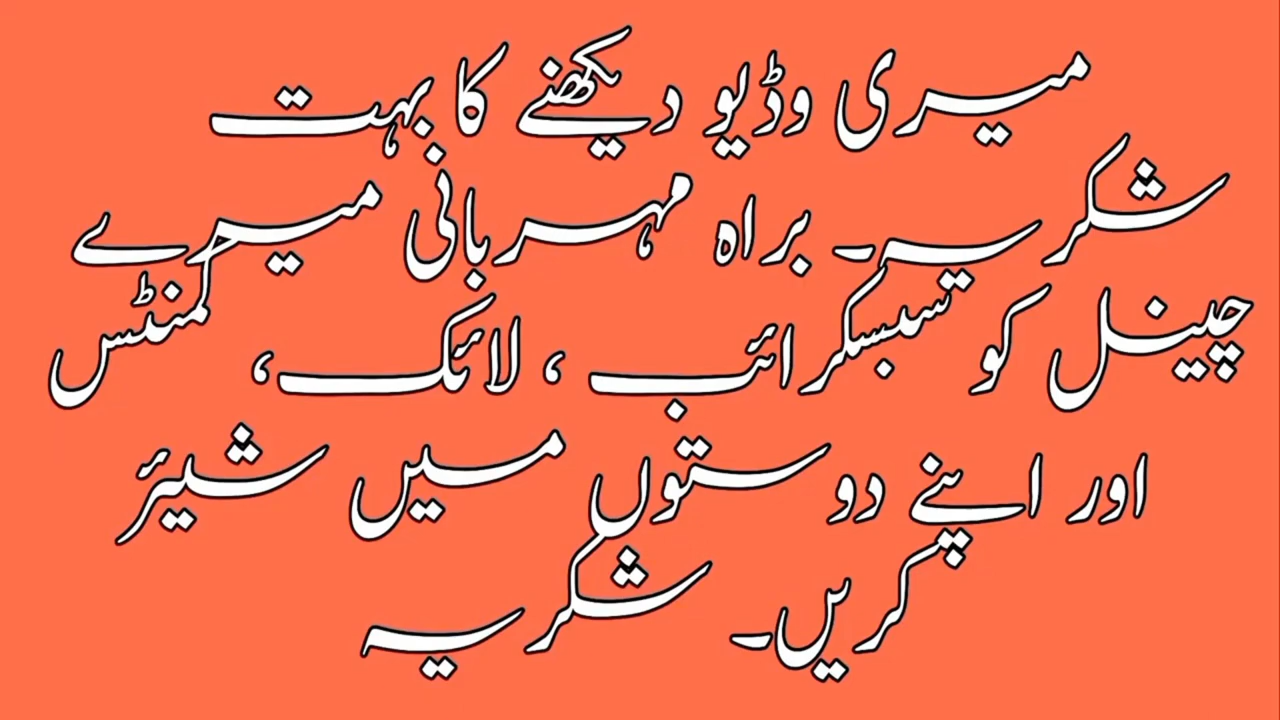 میری وڈیو دیکھنے کا بہت
شکریہ۔ براہ مہربانی میرے
چینل کو سبسکرائب ، لائک، کمنٹس
اور اپنے دوستوں میں شیئر
کریں۔ شکریہ